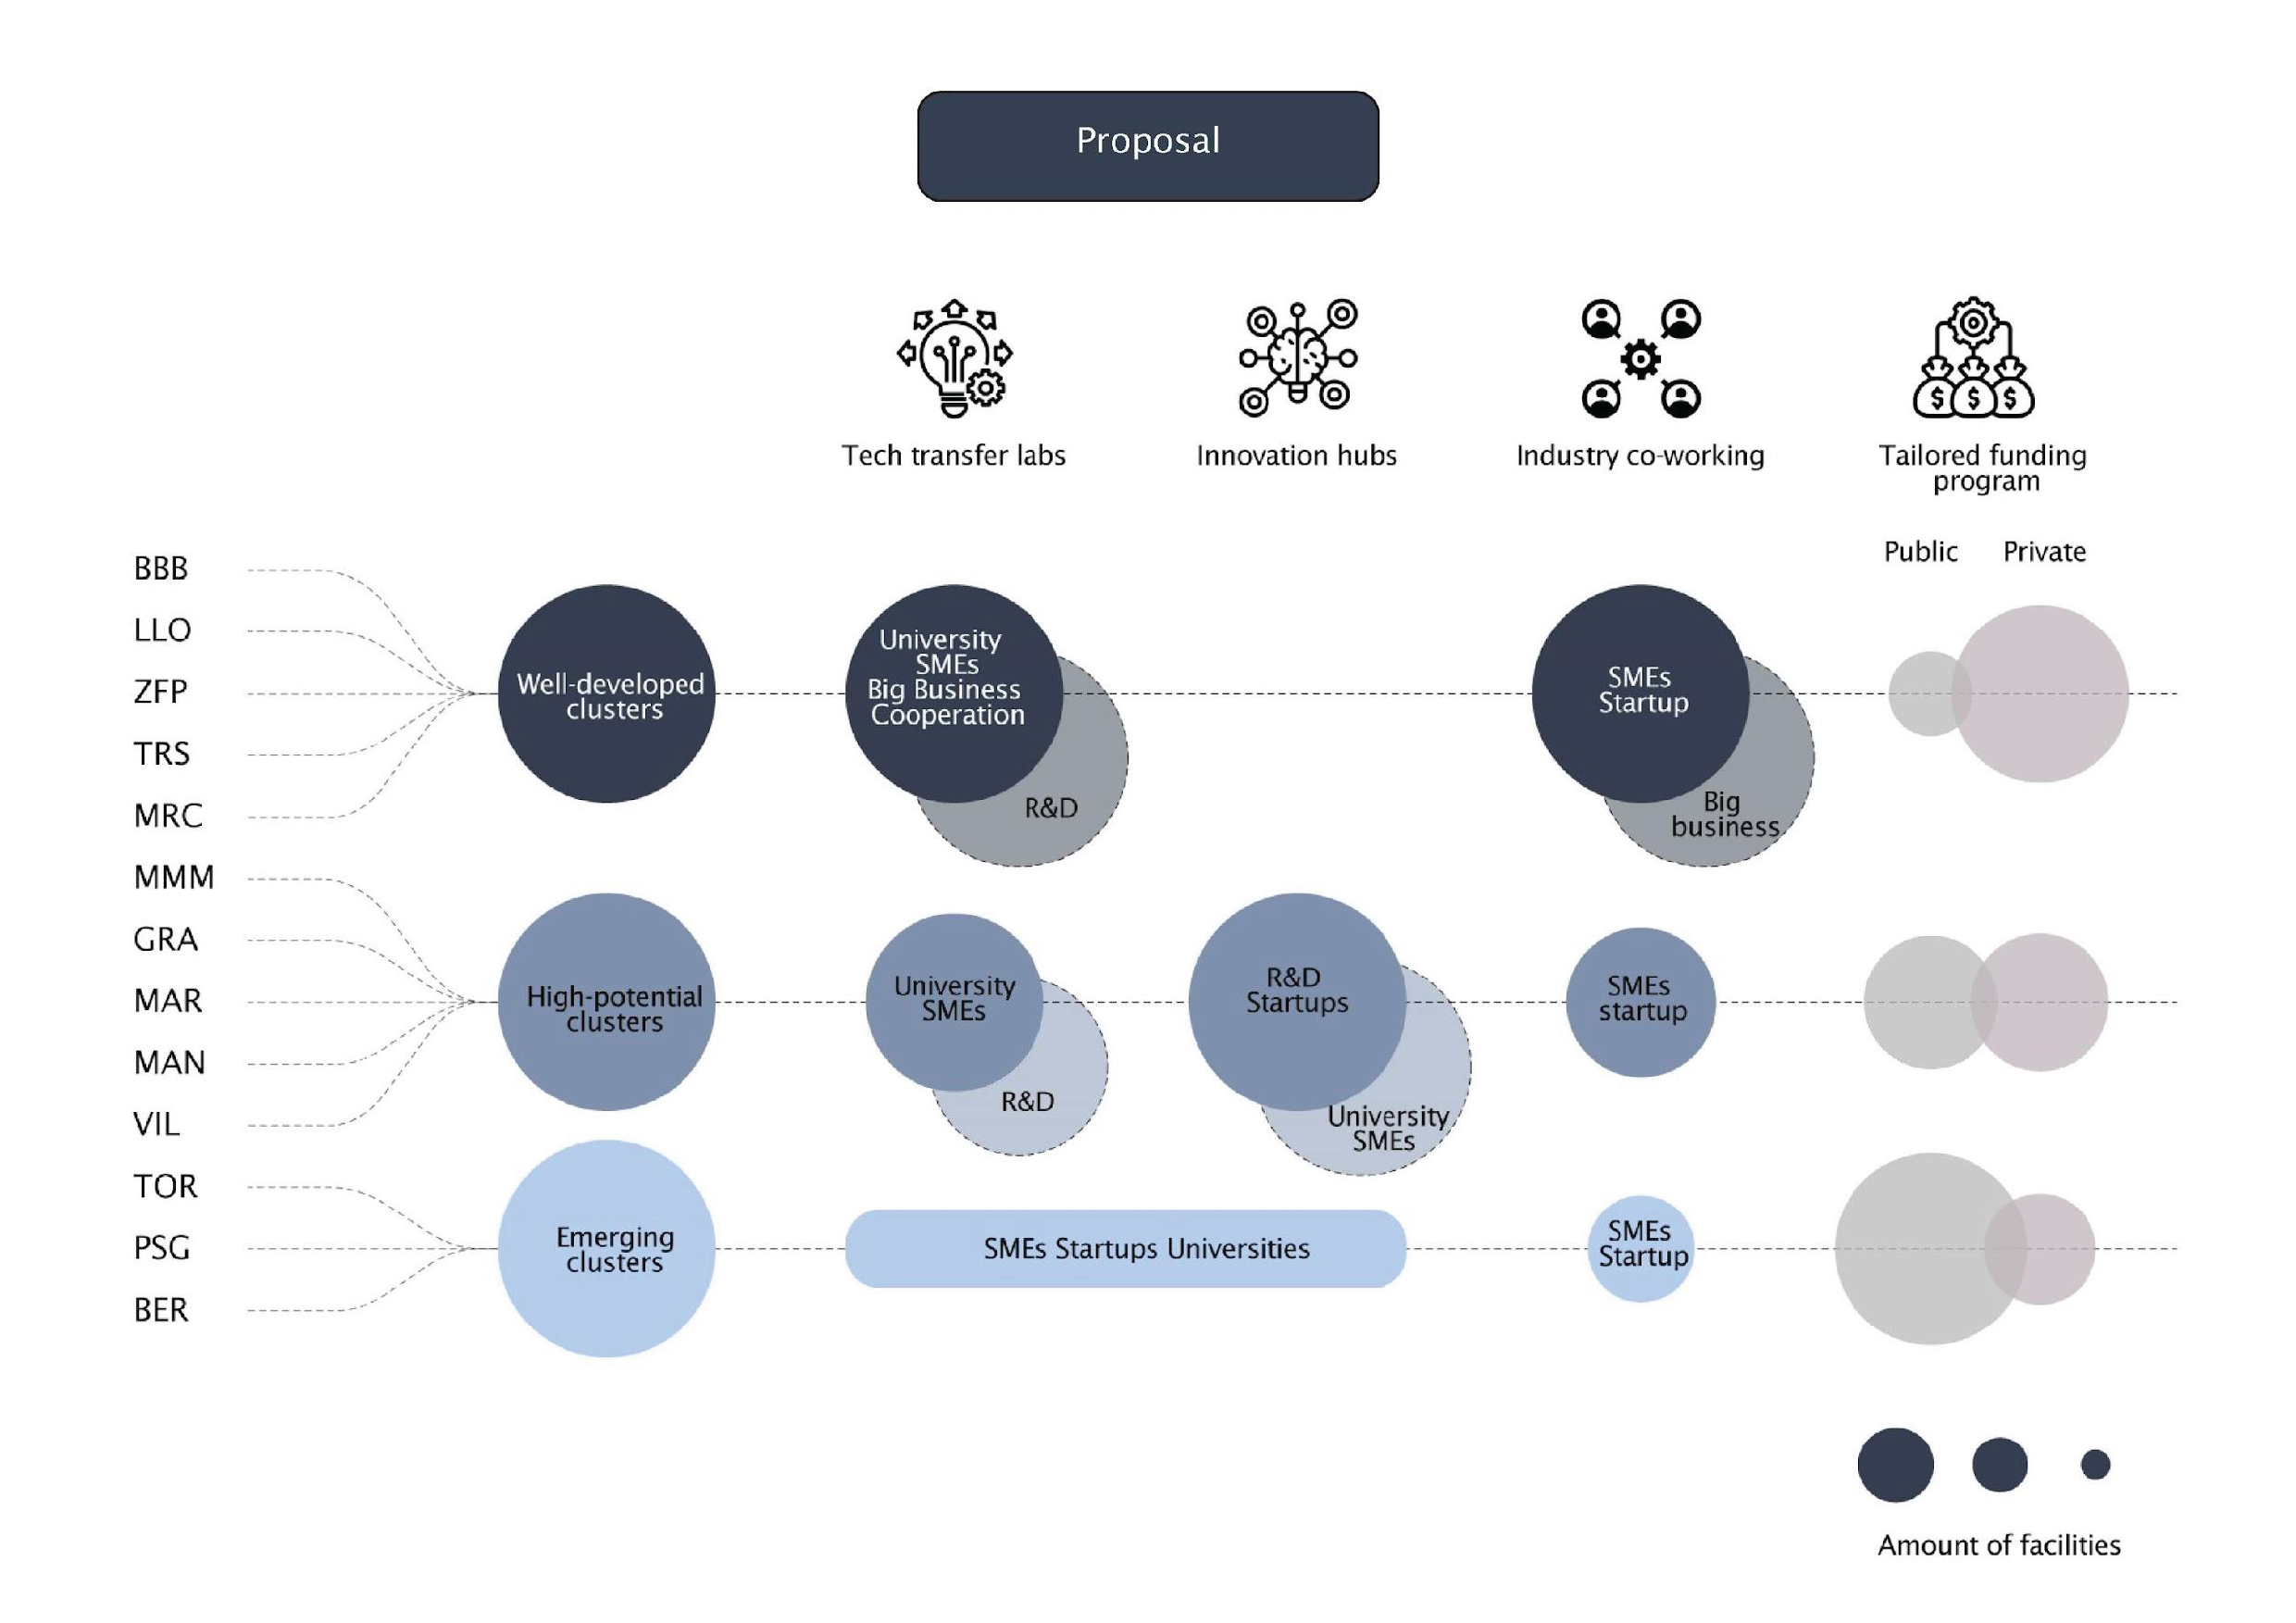 Proposal
Tech transfer labs
Innovation hubs
Industry co-working
Tailored funding
program
Public
Private
BBB
LLO
ZFP
TRS
MRC
MMM
GRA
MAR
MAN
VIL
TOR
PSG
BER
Well-developed
clusters
University
SMEs
Big Business
Cooperation
R&D
SMEs
Startup
Big
business
High-potential
clusters
University
SMEs
R&D
R&D
Startups
University
SMEs
SMEs
startup
Emerging
clusters
SMEs Startups Universities
SMEs
Startup
Amount of facilities